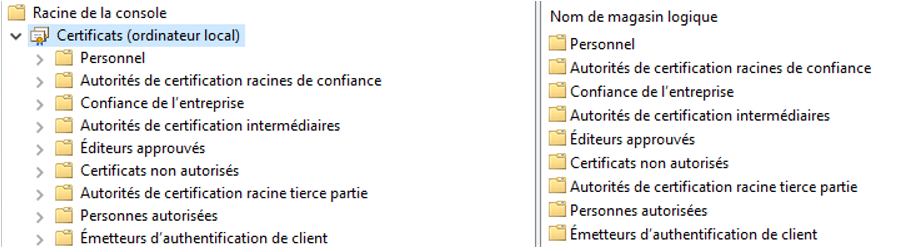 Racine de la console
Certificats (ordinateur local)
Personnel
Autorités de certification racines de confiance
Confiance de l'entreprise
Autorités de certification intermédiaires
Éditeurs approuvés
Certificats non autorisés
Autorités de certification racine tierce partie
Personnes autorisées
Émetteurs d'authentification de client
Nom de magasin logique
Personnel
Autorités de certification racines de confiance
Confiance de l'entreprise
Autorités de certification intermédiaires
Éditeurs approuvés
Certificats non autorisés
Autorités de certification racine tierce partie
Personnes autorisées
Émetteurs d'authentification de client